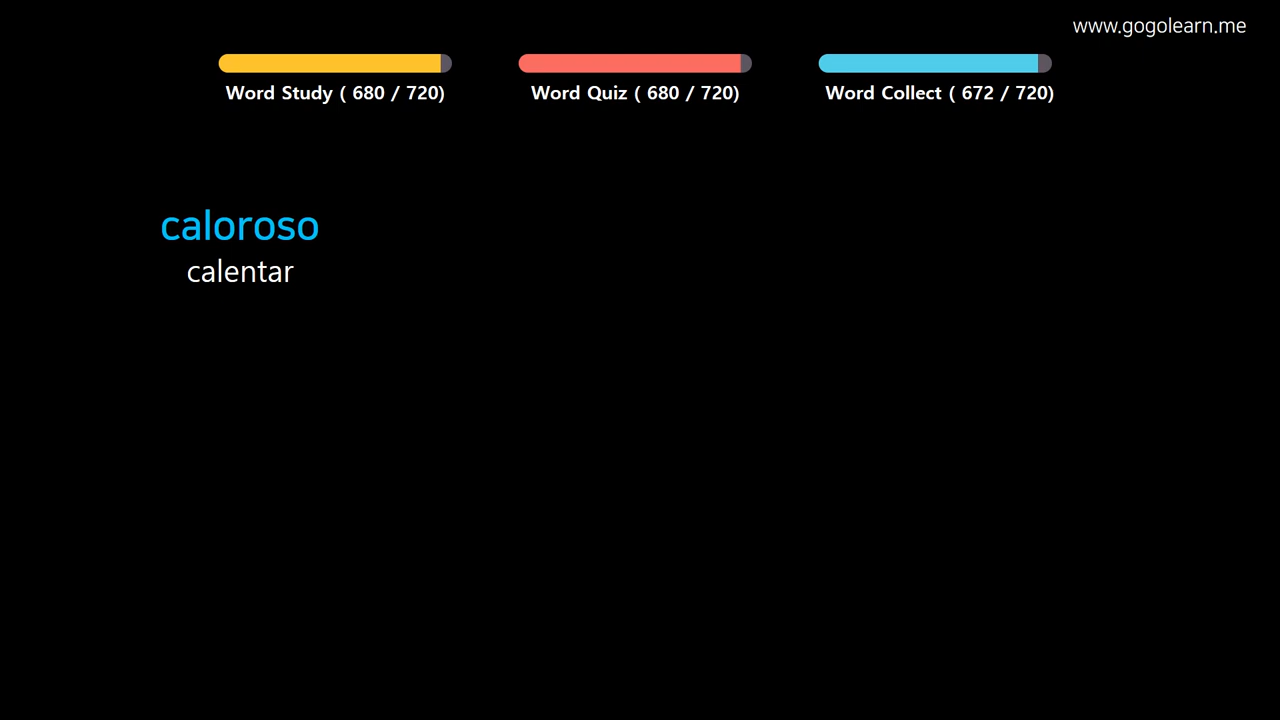 www.gogolearn.me
Word Study ( 680 / 720)
Word Quiz ( 680 / 720)
Word Collect ( 672 / 720)
caloroso
calentar